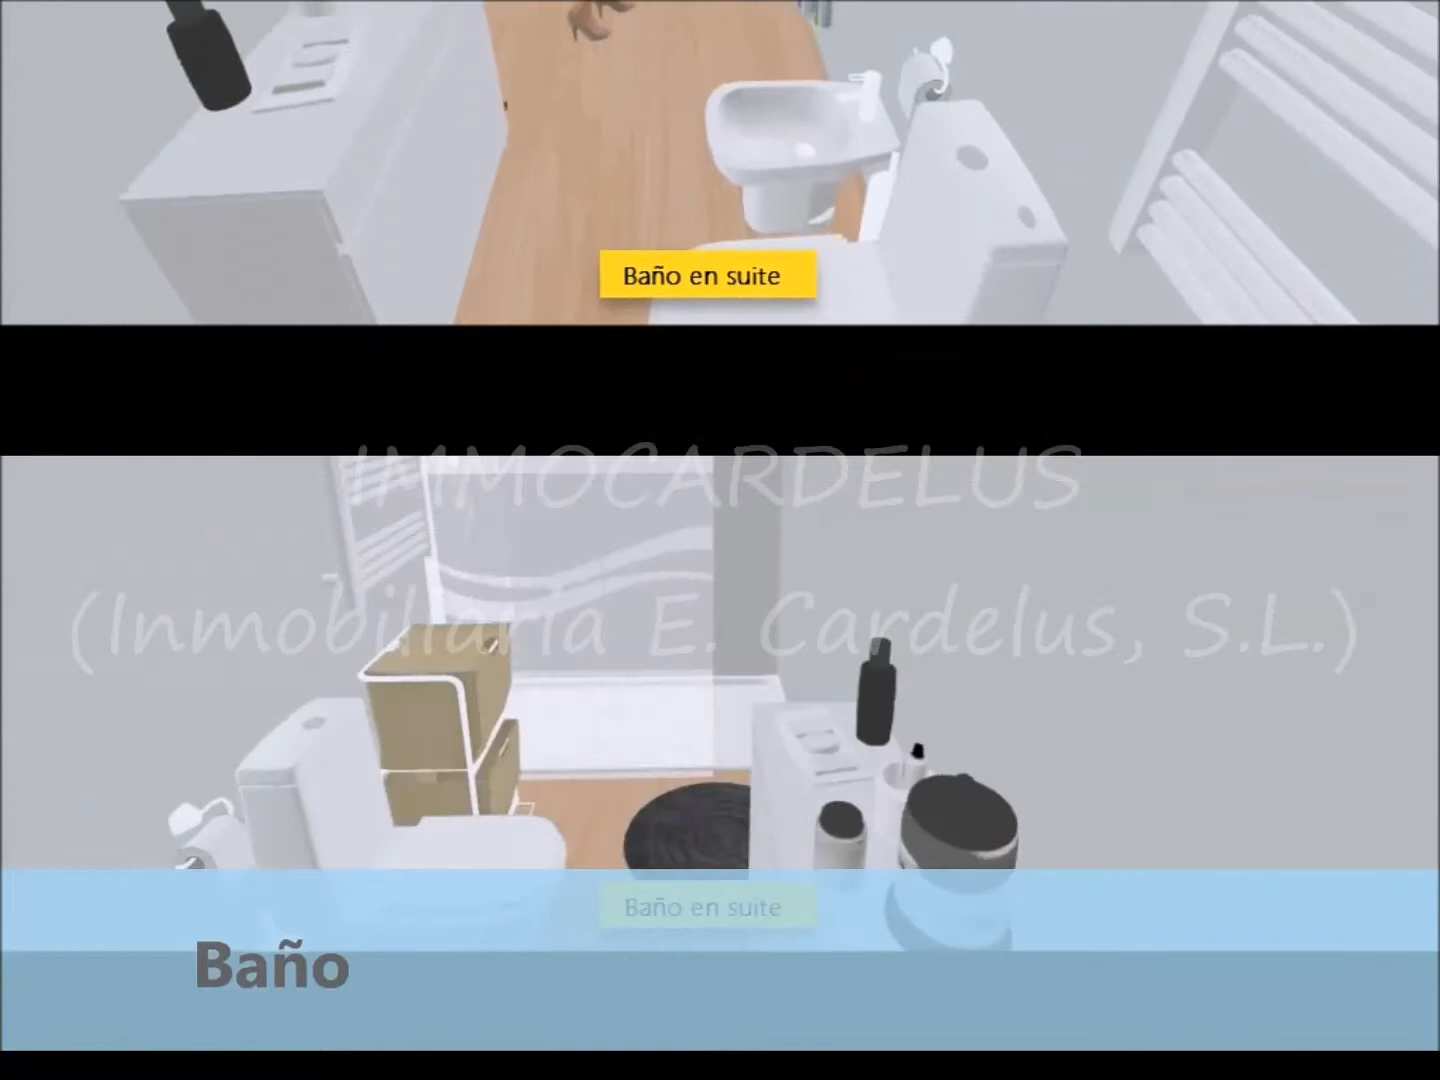 Baño en suite
IMMOCARDELUS
(Inmobiliaria E. Cardelus, S.L.)
Baño en suite
Baño